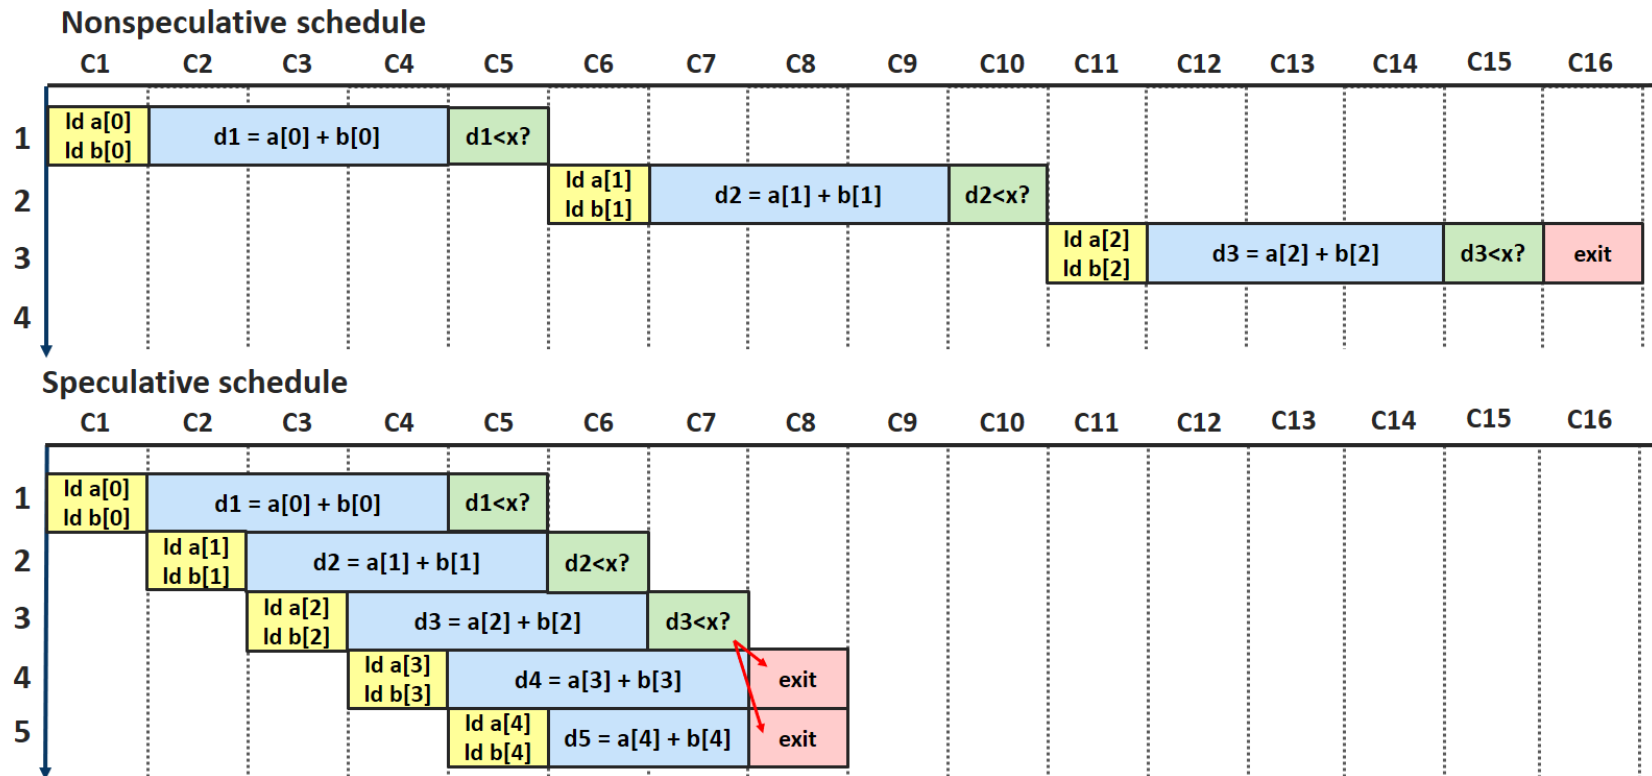 Nonspeculative schedule
C1 C2 C3 C4 C5 C6 C7 C8 C9 C10 C11 C12 C13 C14 C15 C16
1
ld a[0]
ld b[0]
d1 = a[0] + b[0]
d1<x?
2
ld a[1]
ld b[1]
d2 = a[1] + b[1]
d2<x?
3
ld a[2]
ld b[2]
d3 = a[2] + b[2]
d3<x?
exit
4
Speculative schedule
C1 C2 C3 C4 C5 C6 C7 C8 C9 C10 C11 C12 C13 C14 C15 C16
1
ld a[0]
ld b[0]
d1 = a[0] + b[0]
d1<x?
2
ld a[1]
ld b[1]
d2 = a[1] + b[1]
d2<x?
3
ld a[2]
ld b[2]
d3 = a[2] + b[2]
d3<x?
4
ld a[3]
ld b[3]
d4 = a[3] + b[3]
exit
5
ld a[4]
ld b[4]
d5 = a[4] + b[4]
exit